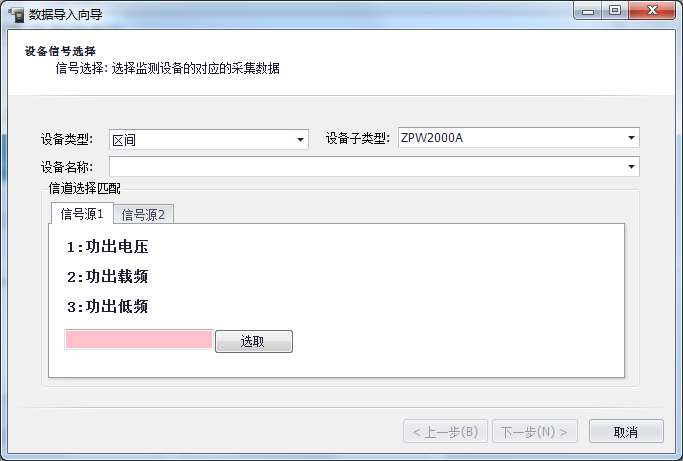 数据导入向导
设备信号选择
信号选择: 选择监测设备的对应的采集数据
设备类型: 区间 设备子类型: ZPW2000A
设备名称:
信道选择匹配
信号源1 信号源2
1:功出电压
2:功出载频
3:功出低频
选取
< 上一步(B) 下一步(N) > 取消